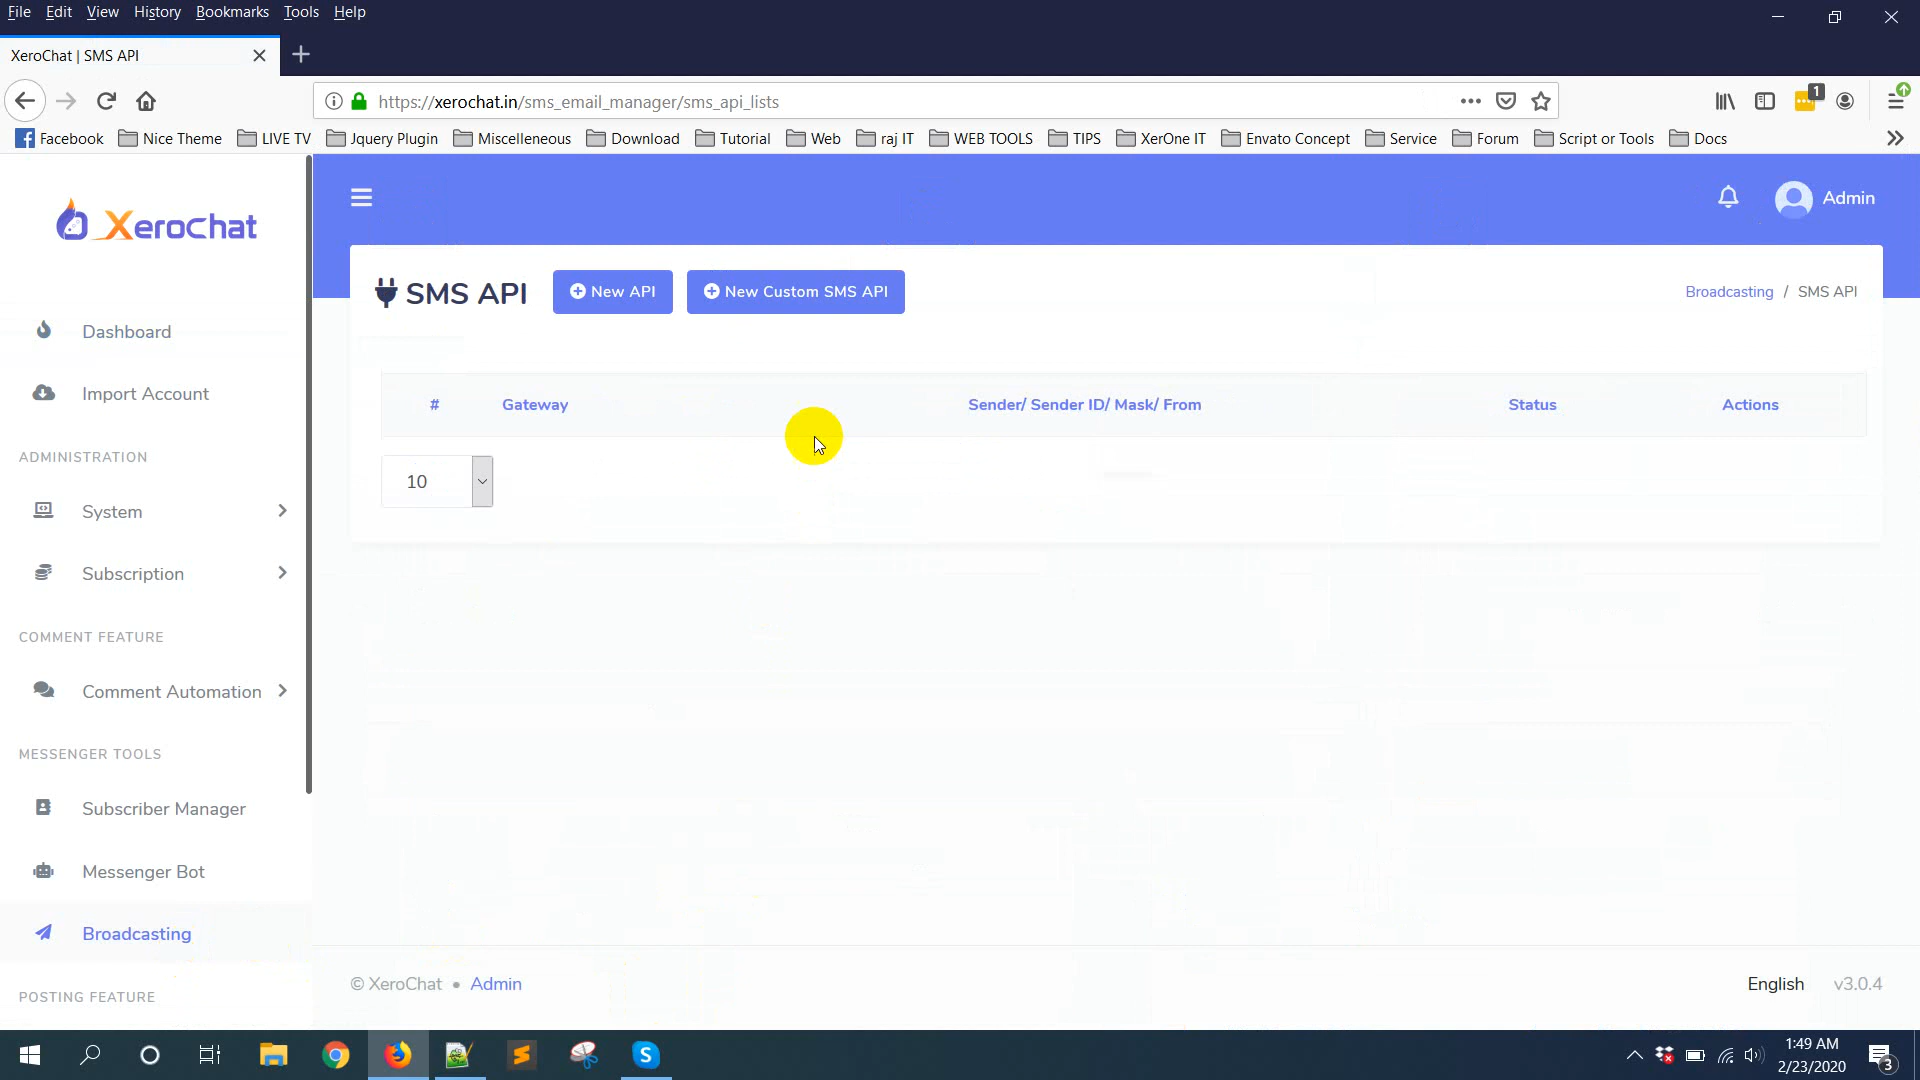 File Edit View History Bookmarks Tools Help
XeroChat | SMS API
https://xerochat.in/sms_email_manager/sms_api_lists
1
Facebook Nice Theme LIVE TV Jquery Plugin Miscelleneous Download Tutorial Web raj IT WEB TOOLS TIPS XerOne IT Envato Concept Service Forum Script or Tools Docs
XeroChat
Admin
SMS API New API New Custom SMS API
Broadcasting / SMS API
Dashboard
Import Account
ADMINISTRATION
System
Subscription
COMMENT FEATURE
Comment Automation
MESSENGER TOOLS
Subscriber Manager
Messenger Bot
Broadcasting
POSTING FEATURE
# Gateway Sender/ Sender ID/ Mask/ From Status Actions
10
© XeroChat • Admin
English v3.0.4
1:49 AM
2/23/2020
3